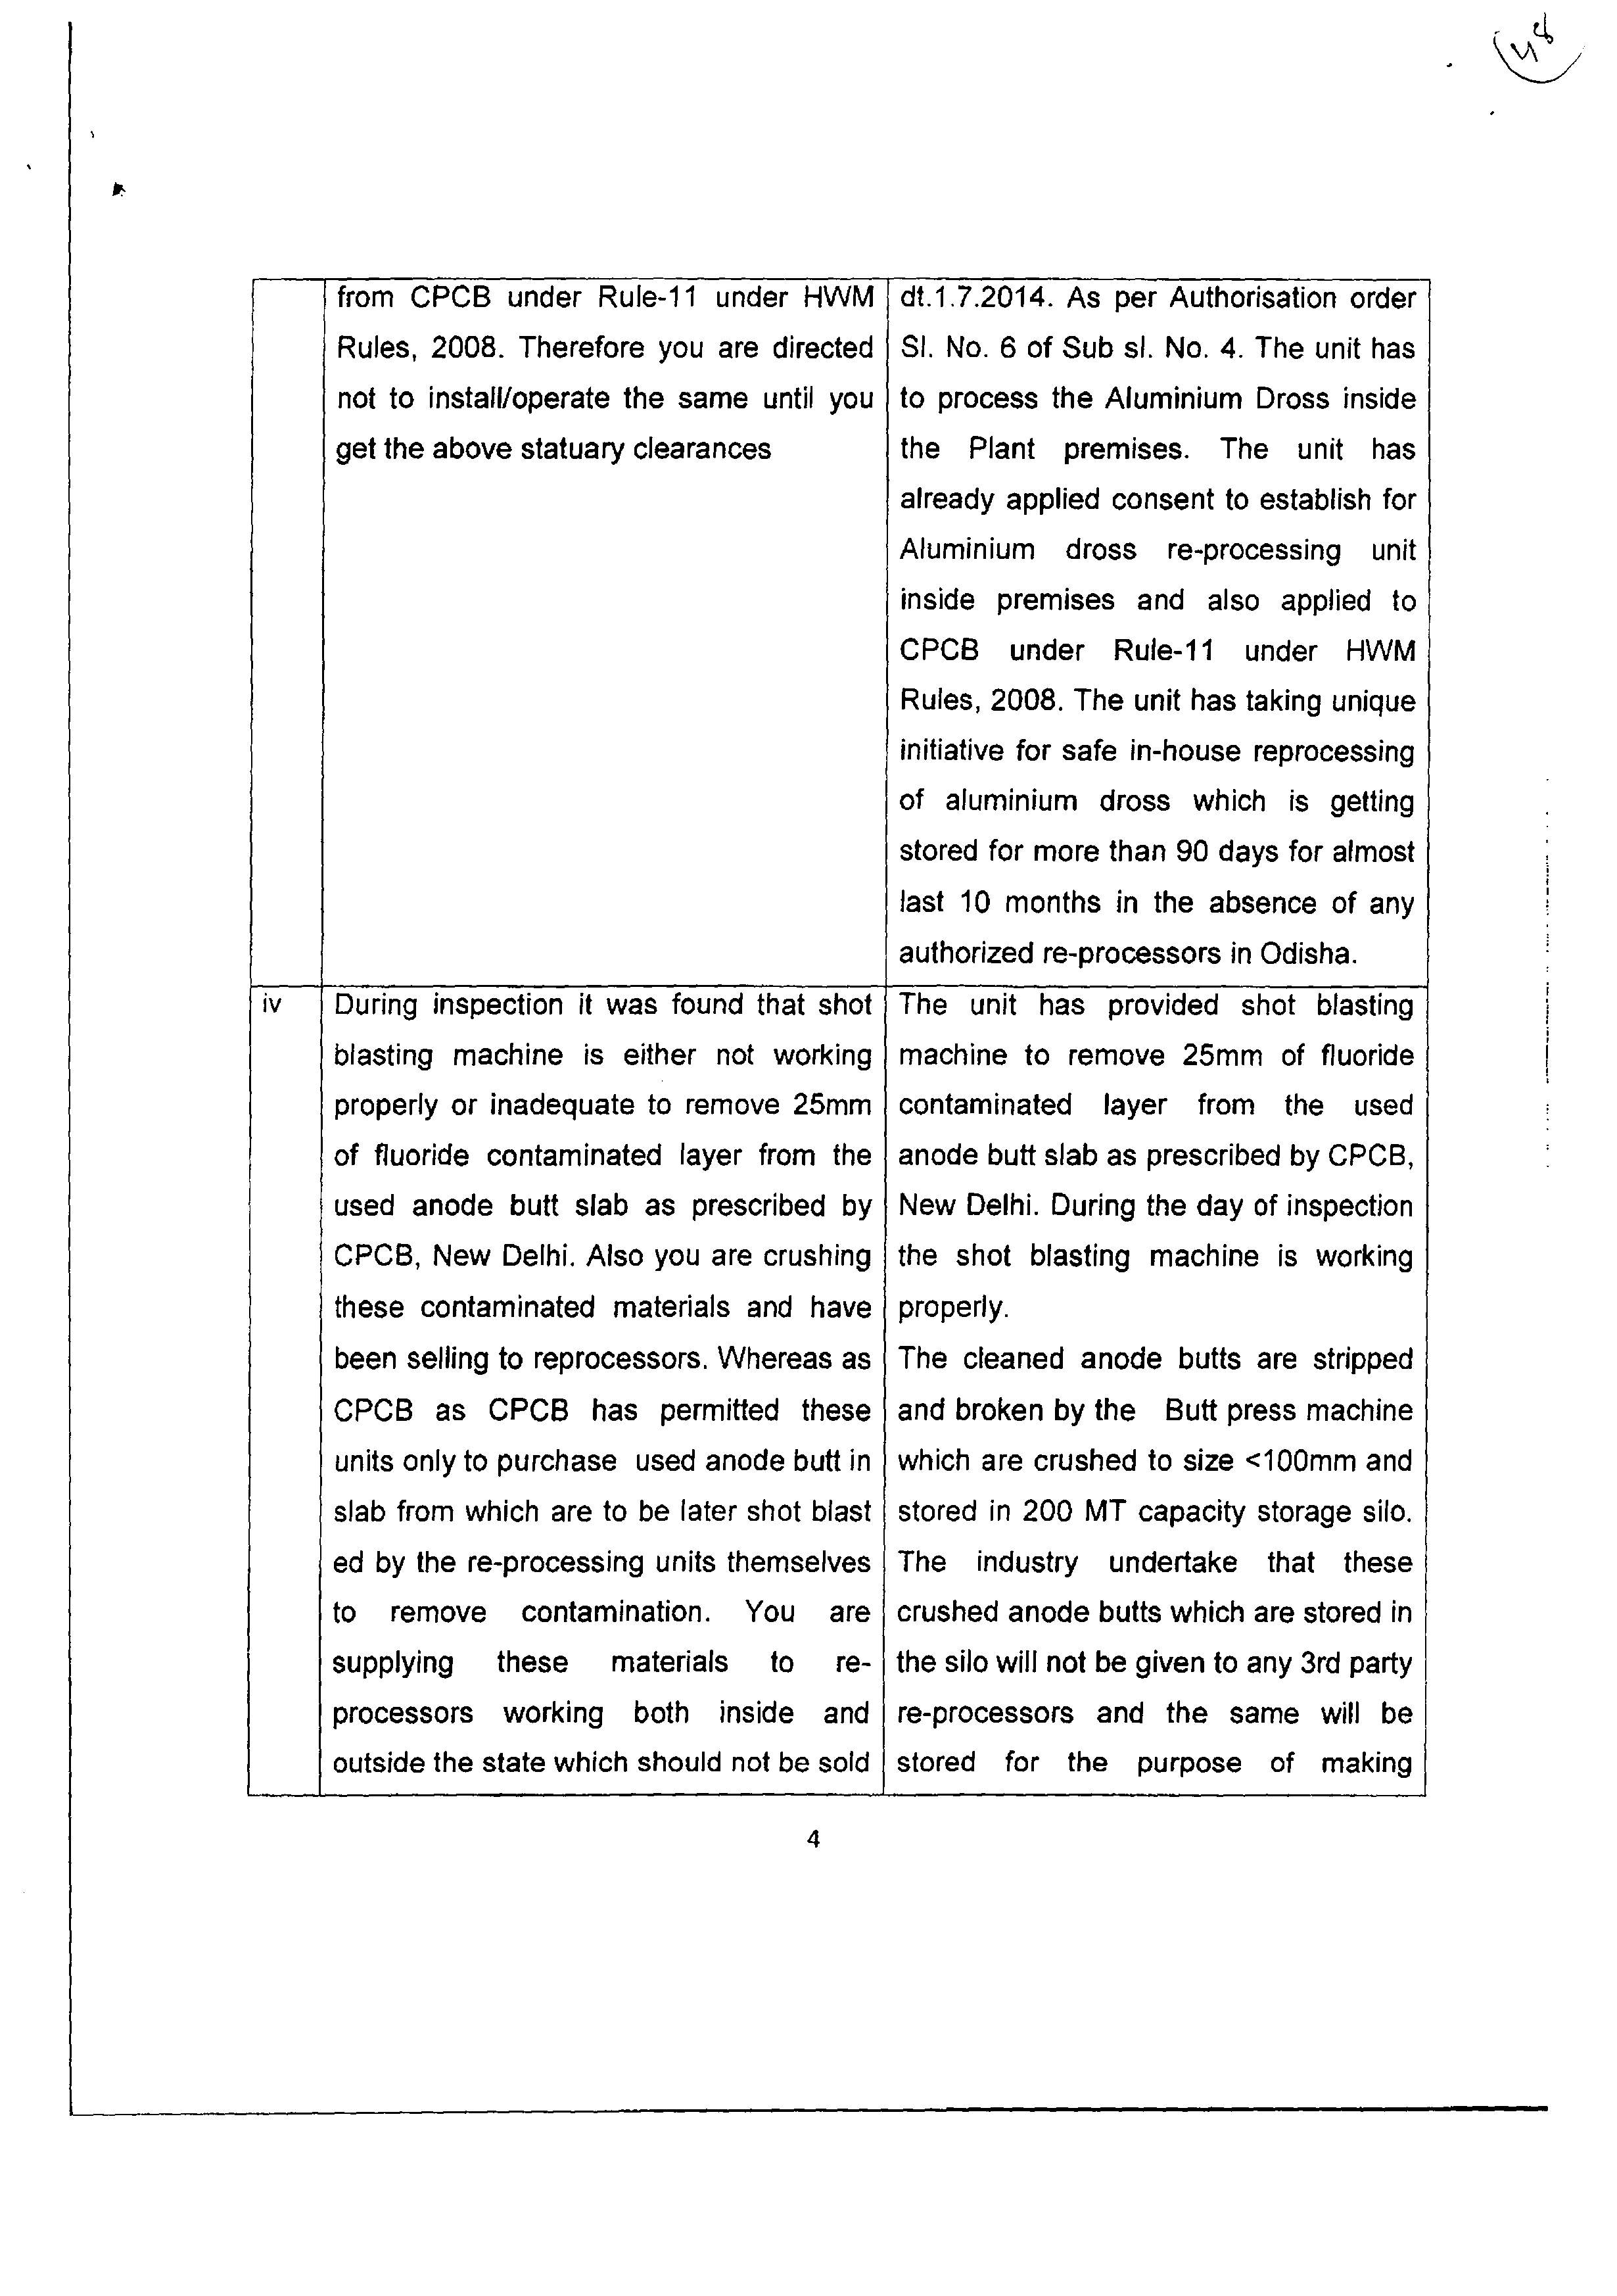 48
from CPCB under Rule-11 under HWM
Rules, 2008. Therefore you are directed
not to install/operate the same until you
get the above statuary clearances
dt.1.7.2014. As per Authorisation order
Sl. No. 6 of Sub sl. No. 4. The unit has
to process the Aluminium Dross inside
the Plant premises. The unit has
already applied consent to establish for
Aluminium dross re-processing unit
inside premises and also applied to
CPCB under Rule-11 under HWM
Rules, 2008. The unit has taking unique
initiative for safe in-house reprocessing
of aluminium dross which is getting
stored for more than 90 days for almost
last 10 months in the absence of any
authorized re-processors in Odisha.
iv
During inspection it was found that shot
blasting machine is either not working
properly or inadequate to remove 25mm
of fluoride contaminated layer from the
used anode butt slab as prescribed by
CPCB, New Delhi. Also you are crushing
these contaminated materials and have
been selling to reprocessors. Whereas as
CPCB as CPCB has permitted these
units only to purchase used anode butt in
slab from which are to be later shot blast
ed by the re-processing units themselves
to remove contamination. You are
supplying these materials to re-
processors working both inside and
outside the state which should not be sold
The unit has provided shot blasting
machine to remove 25mm of fluoride
contaminated layer from the used
anode butt slab as prescribed by CPCB,
New Delhi. During the day of inspection
the shot blasting machine is working
properly.
The cleaned anode butts are stripped
and broken by the Butt press machine
which are crushed to size <100mm and
stored in 200 MT capacity storage silo.
The industry undertake that these
crushed anode butts which are stored in
the silo will not be given to any 3rd party
re-processors and the same will be
stored for the purpose of making
4